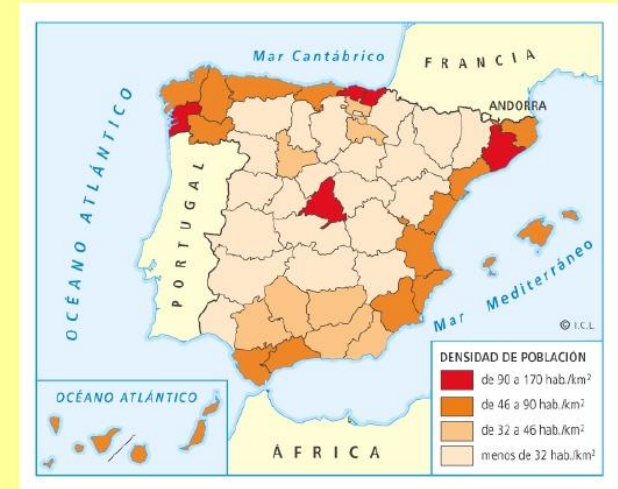 Mar Cantábrico
FRANCIA
ANDORRA
OCÉANO ATLÁNTICO
PORTUGAL
Mar Mediterráneo
© I.C.L.
DENSIDAD DE POBLACIÓN
de 90 a 170 hab./km²
de 46 a 90 hab./km²
de 32 a 46 hab./km²
menos de 32 hab./km²
OCÉANO ATLÁNTICO
ÁFRICA